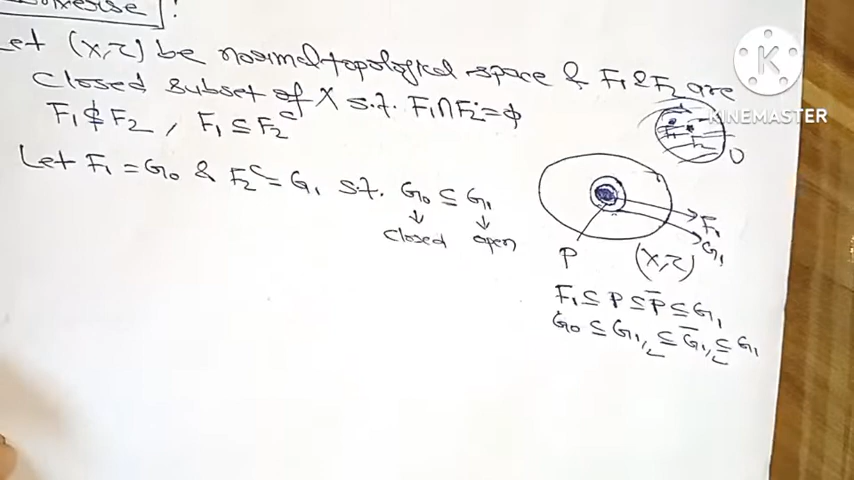 Converse:
Let (X,τ) be normal topological space & F₁ & F₂ are
closed subset of X s.t. F₁∩F₂=ϕ
F₁⊄F₂, F₁⊆F₂ᶜ
Let F₁=G₀ & F₂ᶜ=G₁ s.t. G₀⊆G₁
↓ ↓
closed open
K
KINEMASTER
U
F₁
G₁
P
(X,τ)
F₁⊆P⊆P̄⊆G₁
G₀⊆G₁/₂⊆Ḡ₁/₂⊆G₁